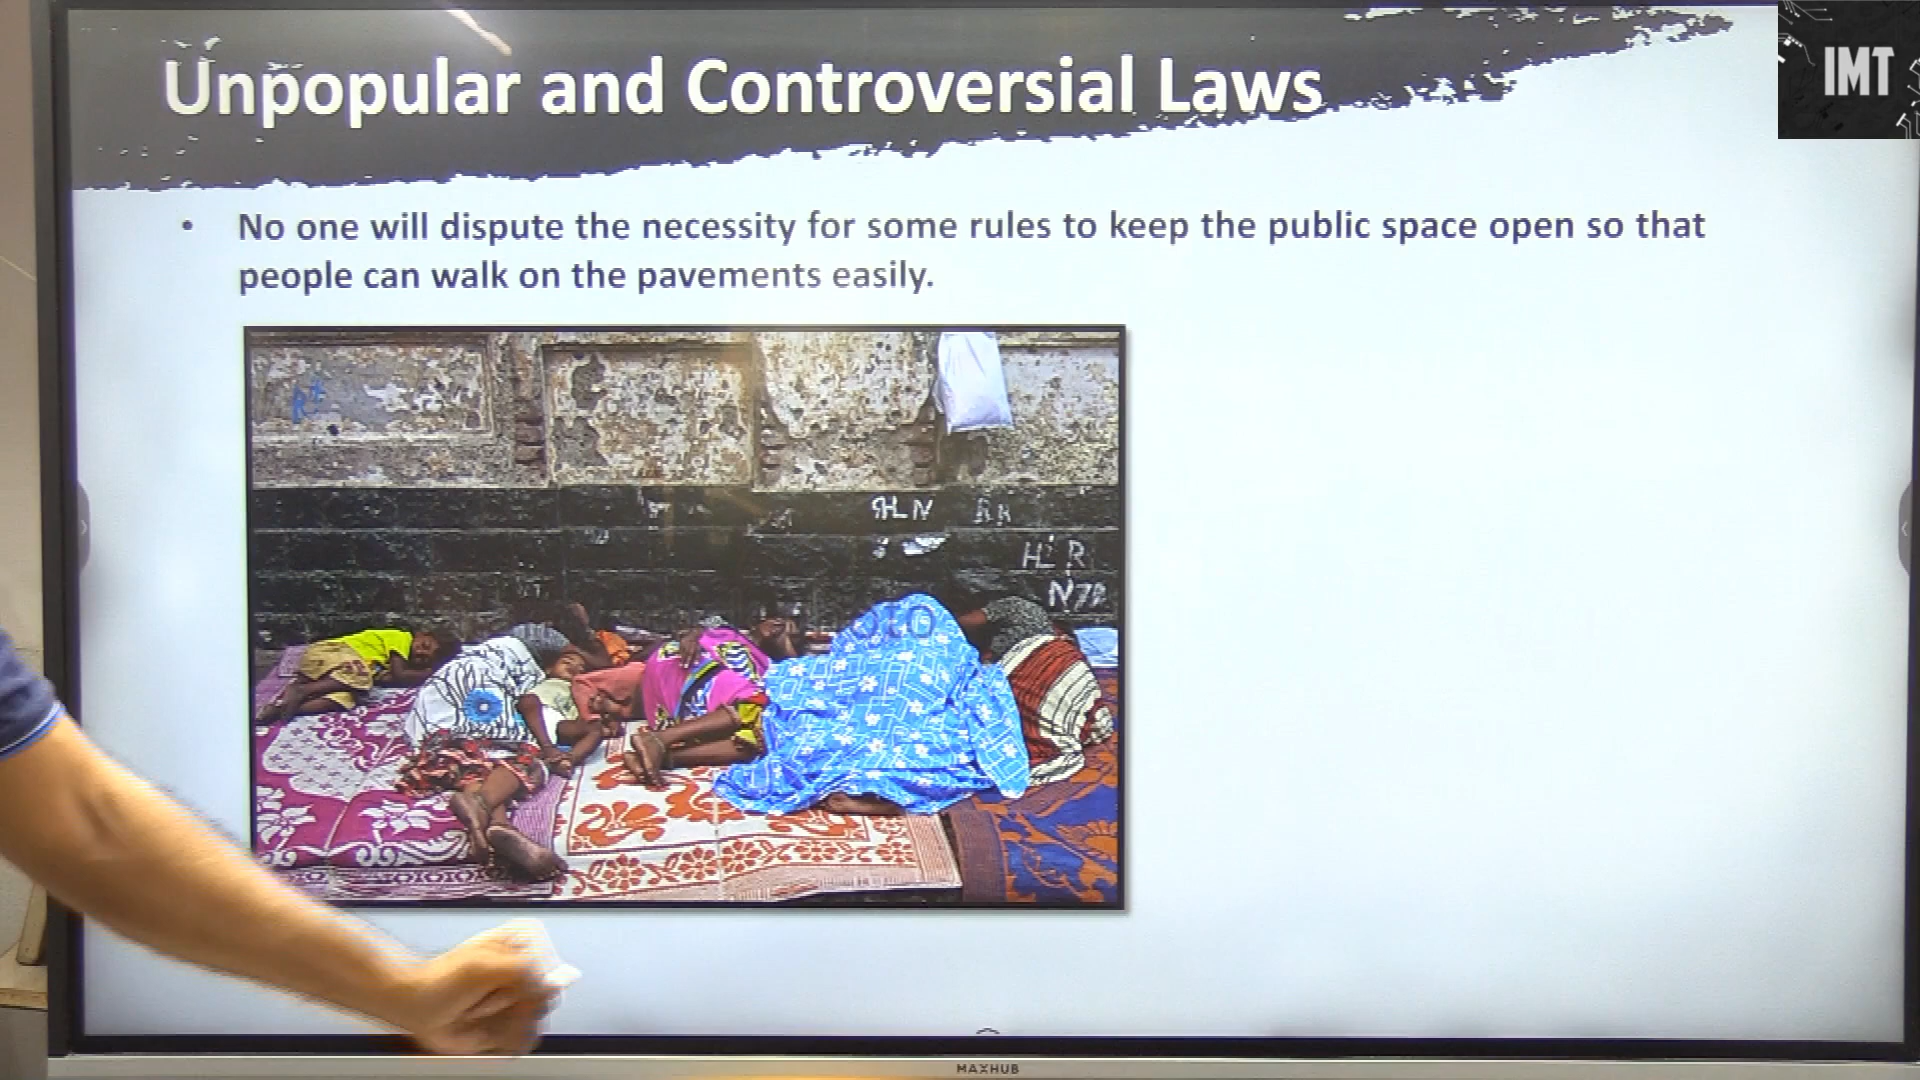 Unpopular and Controversial Laws
IMT
• No one will dispute the necessity for some rules to keep the public space open so that
people can walk on the pavements easily.
RR
MAXHUB